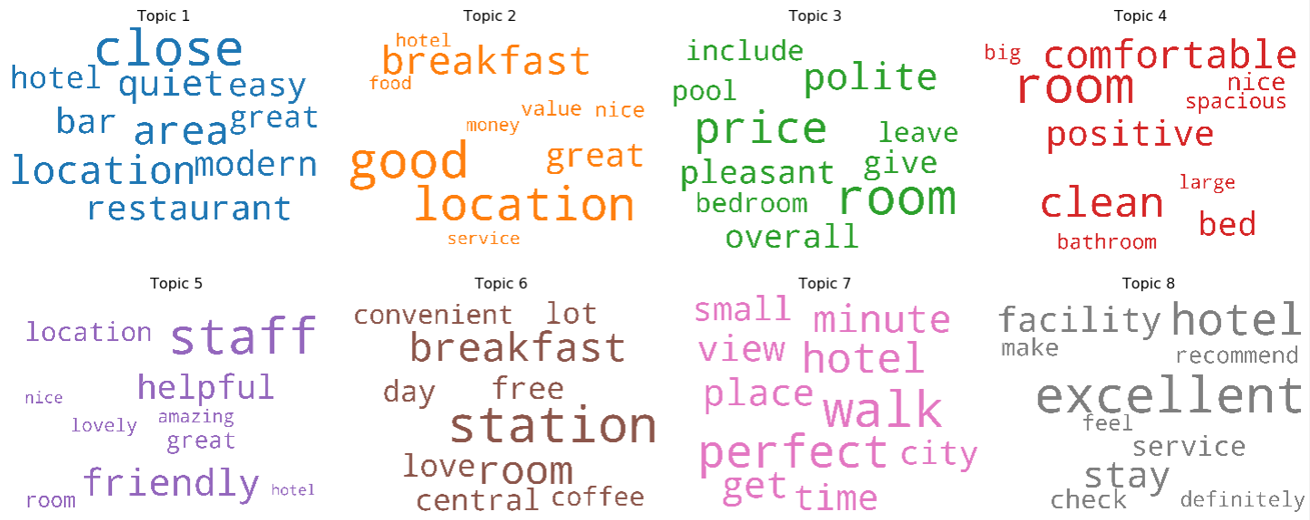 Topic 1
close
hotel quiet easy
bar area great
location modern
restaurant
Topic 2
hotel
breakfast
food
value nice
money
good great
location
service
Topic 3
include
polite
pool
price leave
pleasant give
bedroom room
overall
Topic 4
big comfortable
room nice
spacious
positive
large
clean bed
bathroom
Topic 5
location staff
helpful
nice amazing
lovely great
friendly
room hotel
Topic 6
convenient lot
breakfast
day free
station
love room
central coffee
Topic 7
small minute
view hotel
place walk
perfect city
get time
Topic 8
facility hotel
make recommend
excellent
feel
service
stay
check definitely